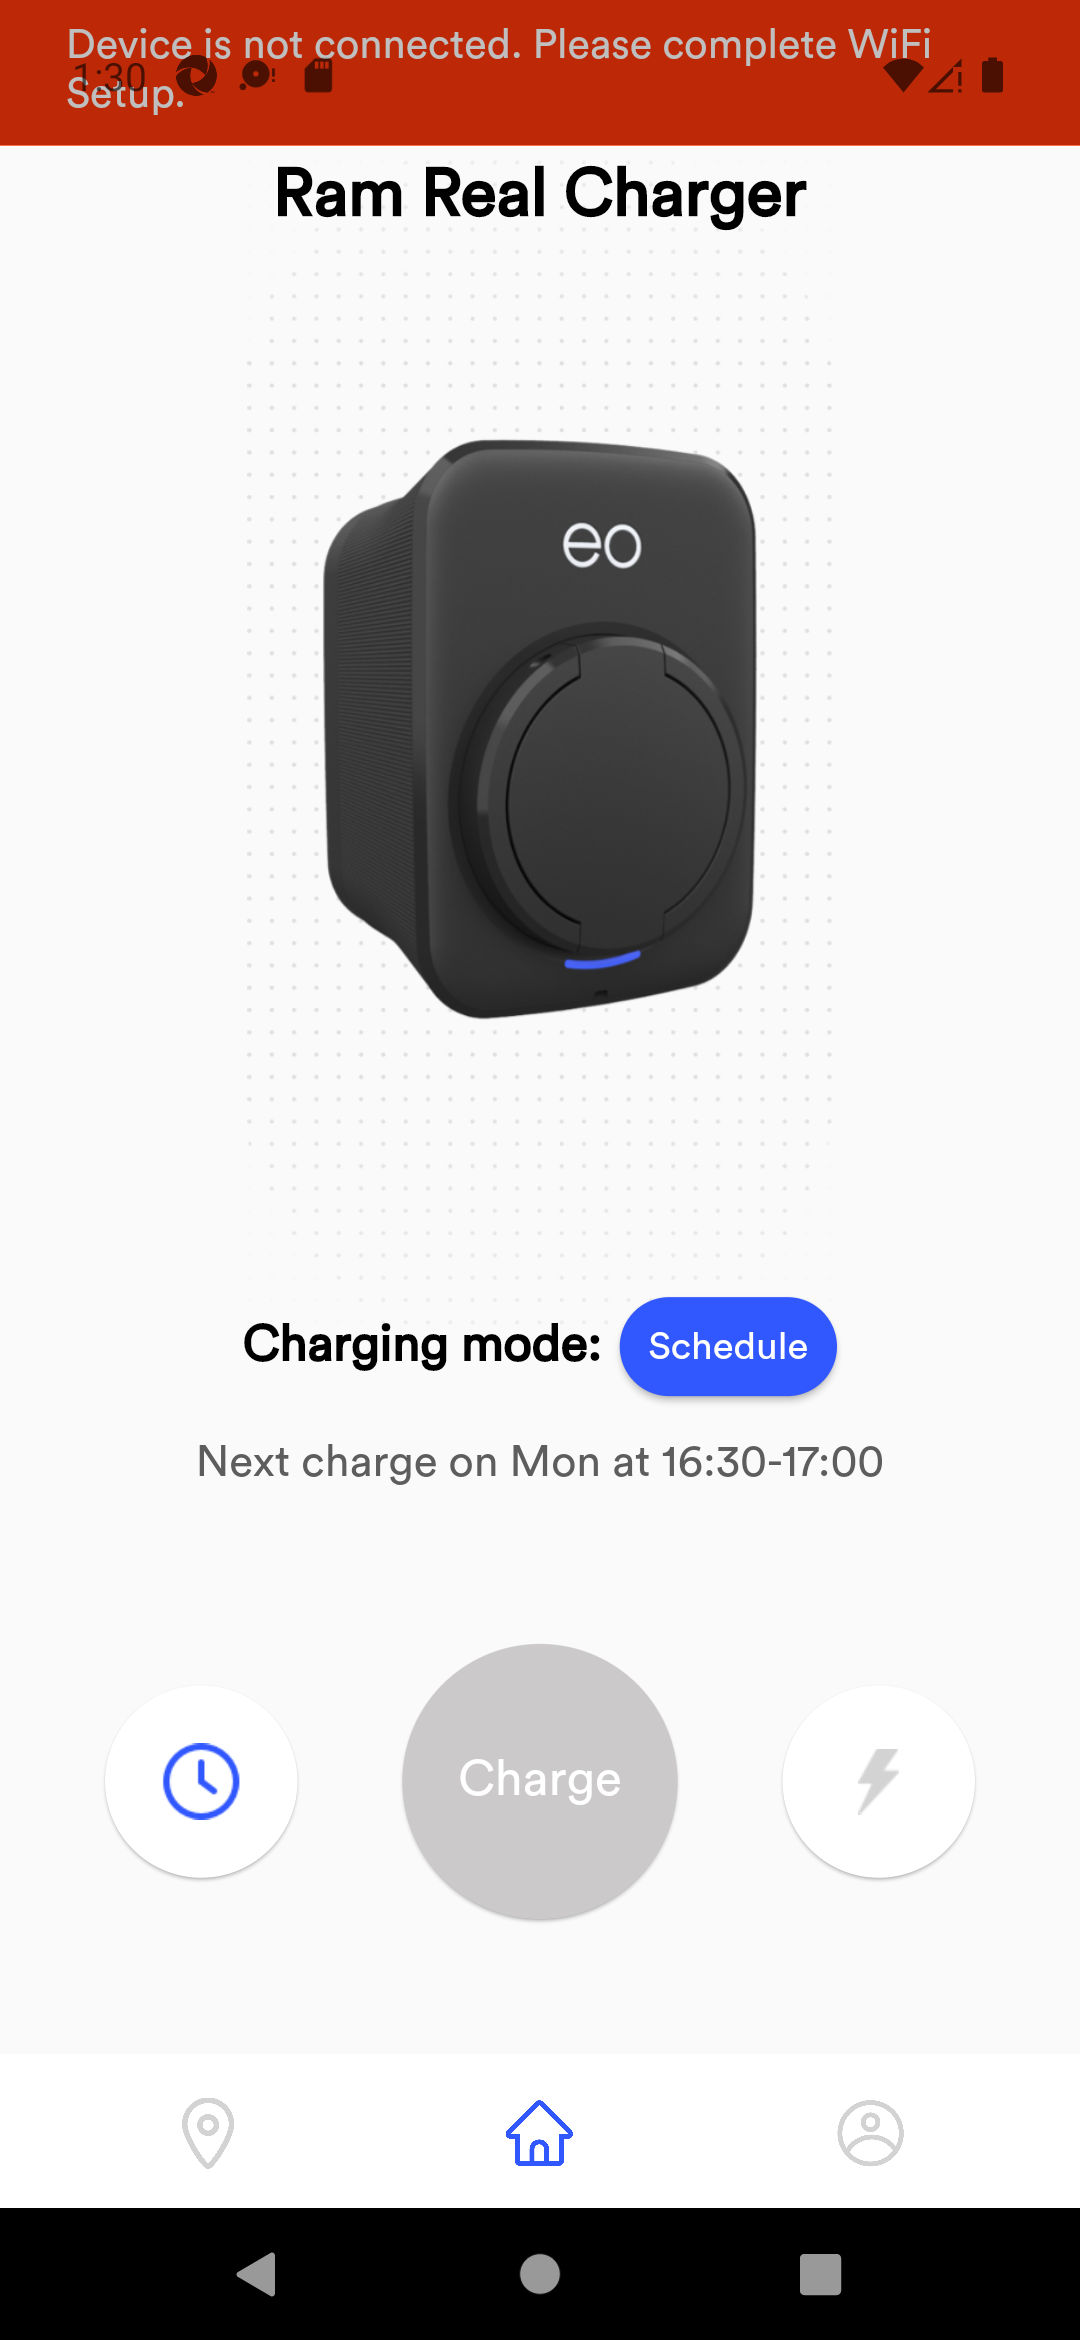 Device is not connected. Please complete WiFi
Setup.
1:30
Ram Real Charger
eo
Charging mode: Schedule
Next charge on Mon at 16:30-17:00
Charge